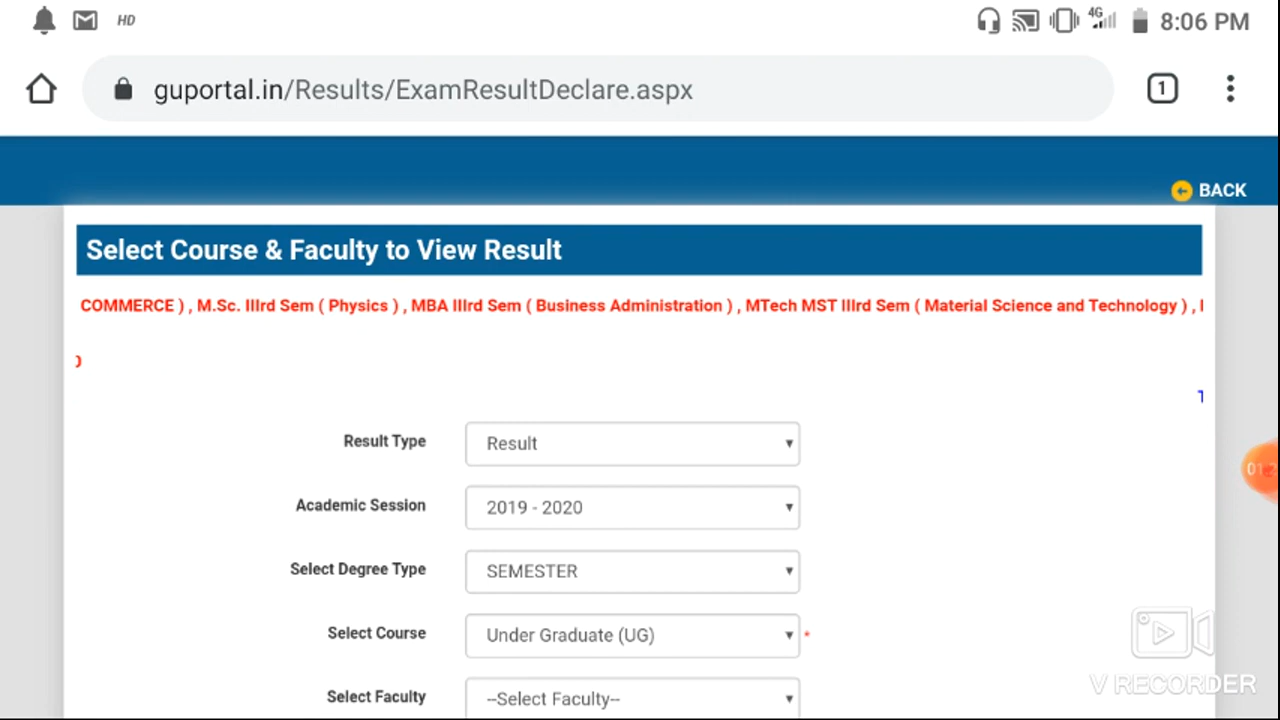 HD
4G
8:06 PM
guportal.in/Results/ExamResultDeclare.aspx
1
BACK
Select Course & Faculty to View Result
COMMERCE ) , M.Sc. IIIrd Sem ( Physics ) , MBA IIIrd Sem ( Business Administration ) , MTech MST IIIrd Sem ( Material Science and Technology ) ,
Result Type
Result
Academic Session
2019 - 2020
Select Degree Type
SEMESTER
Select Course
Under Graduate (UG)
*
Select Faculty
--Select Faculty--
V RECORDER